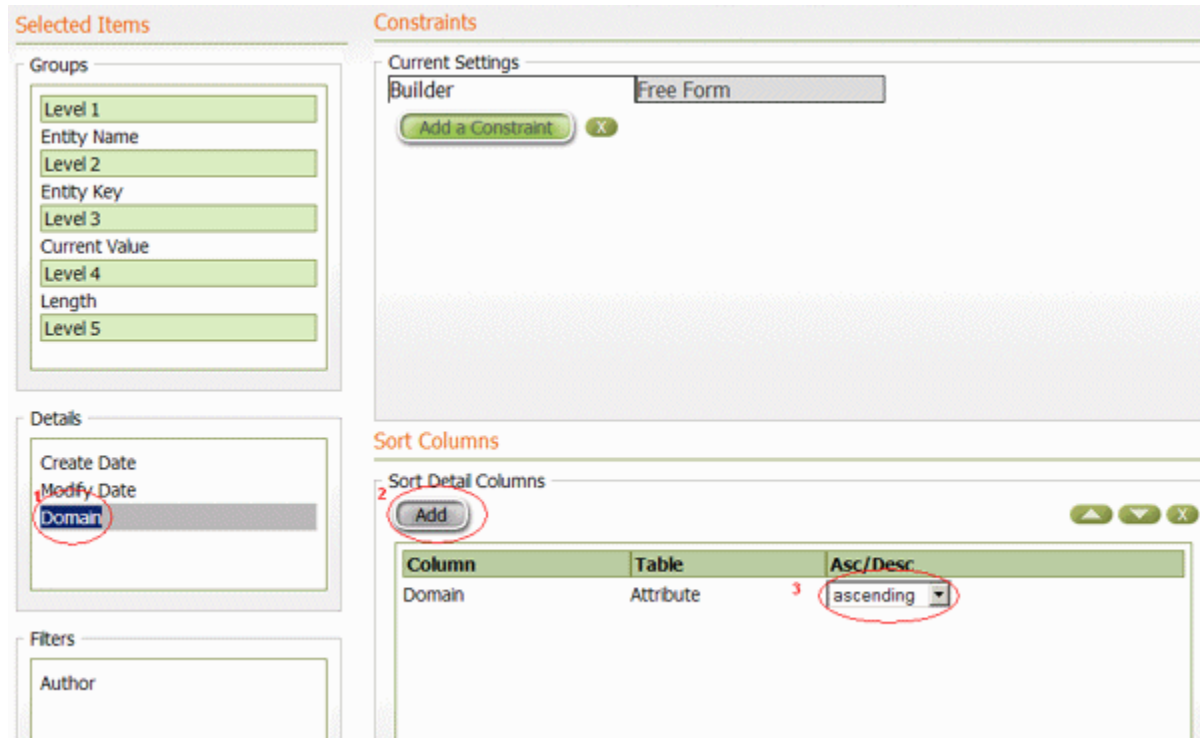 Selected Items
Groups
Level 1
Entity Name
Level 2
Entity Key
Level 3
Current Value
Level 4
Length
Level 5
Details
Create Date
1 Modify Date
Domain
Filters
Author
Constraints
Current Settings
Builder Free Form
Add a Constraint X
Sort Columns
Sort Detail Columns
2 Add X
Column Table Asc/Desc
Domain Attribute 3 ascending